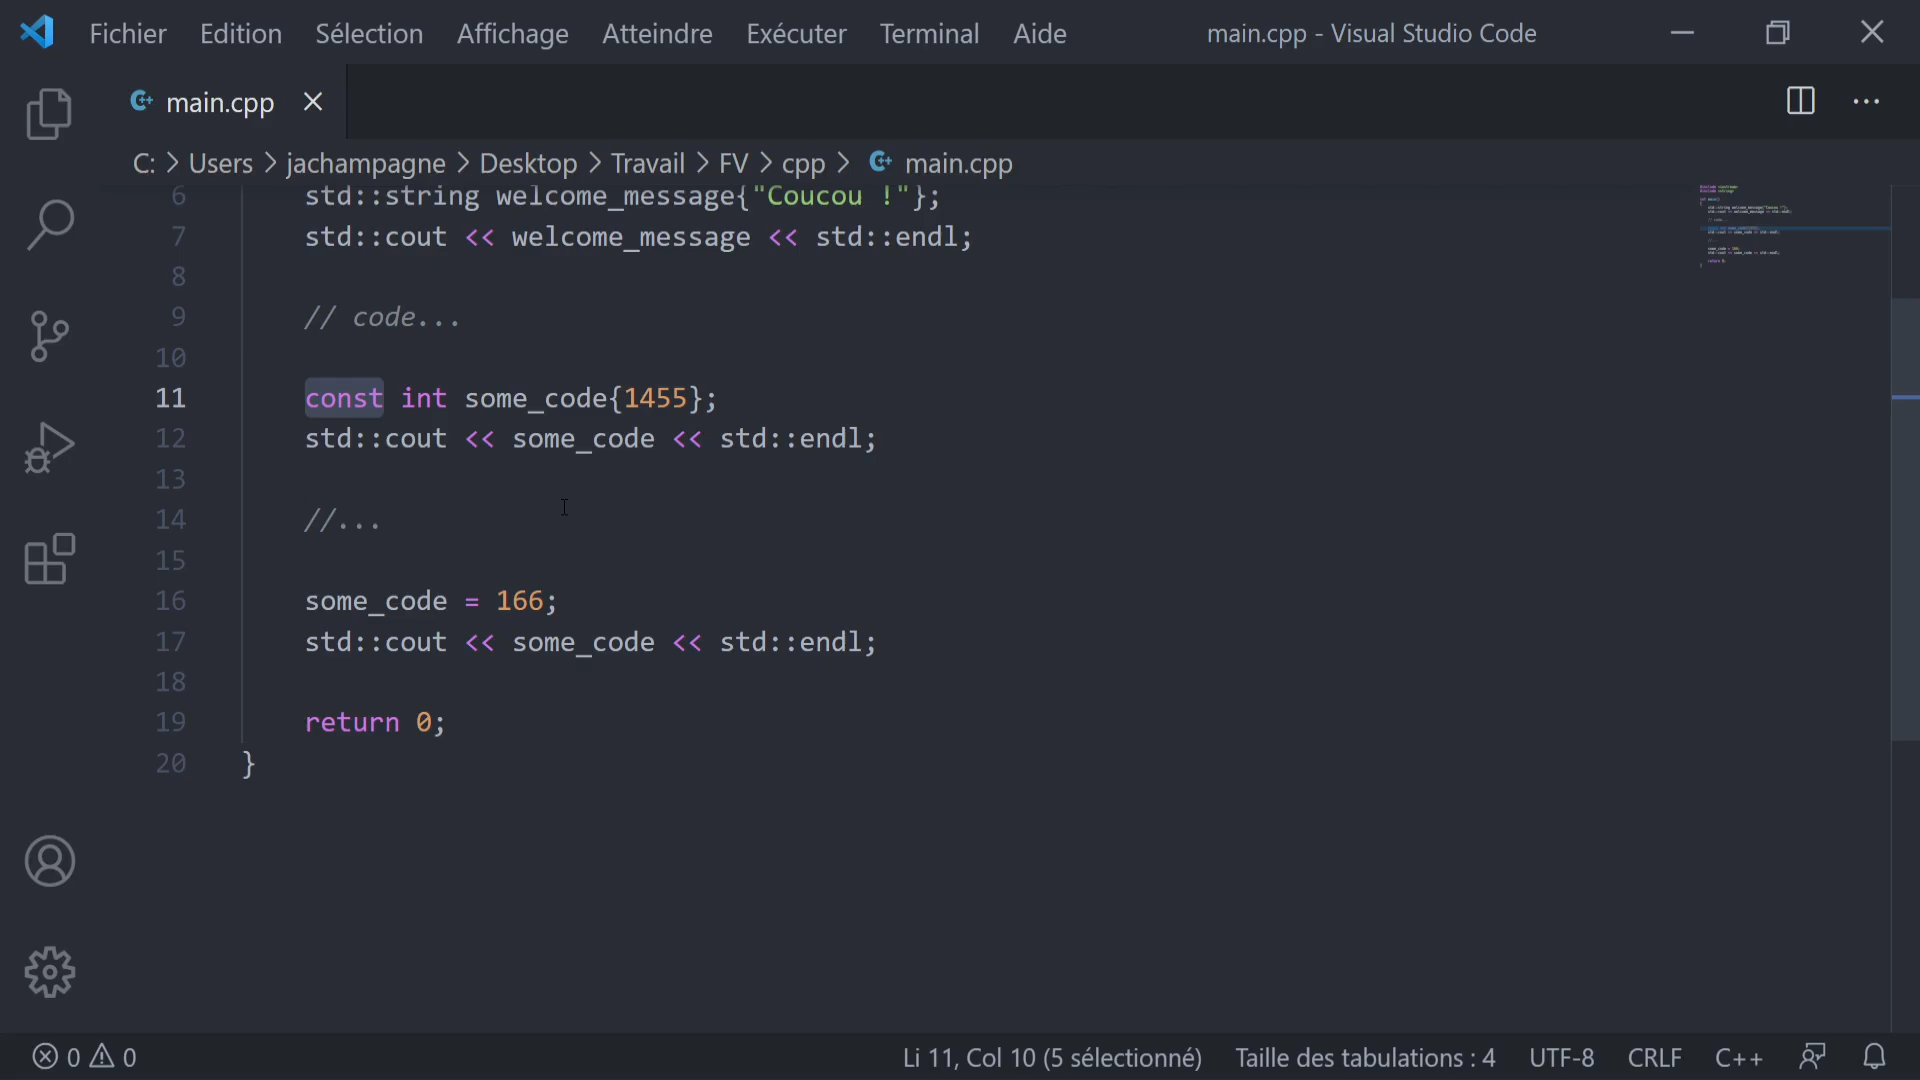 Fichier Edition Sélection Affichage Atteindre Exécuter Terminal Aide main.cpp - Visual Studio Code
main.cpp
C: > Users > jachampagne > Desktop > Travail > FV > cpp > main.cpp
6 std::string welcome_message{"Coucou !"};
7 std::cout << welcome_message << std::endl;
8
9 // code...
10
11 const int some_code{1455};
12 std::cout << some_code << std::endl;
13
14 //...
15
16 some_code = 166;
17 std::cout << some_code << std::endl;
18
19 return 0;
20 }
0 0 Li 11, Col 10 (5 sélectionné) Taille des tabulations : 4 UTF-8 CRLF C++